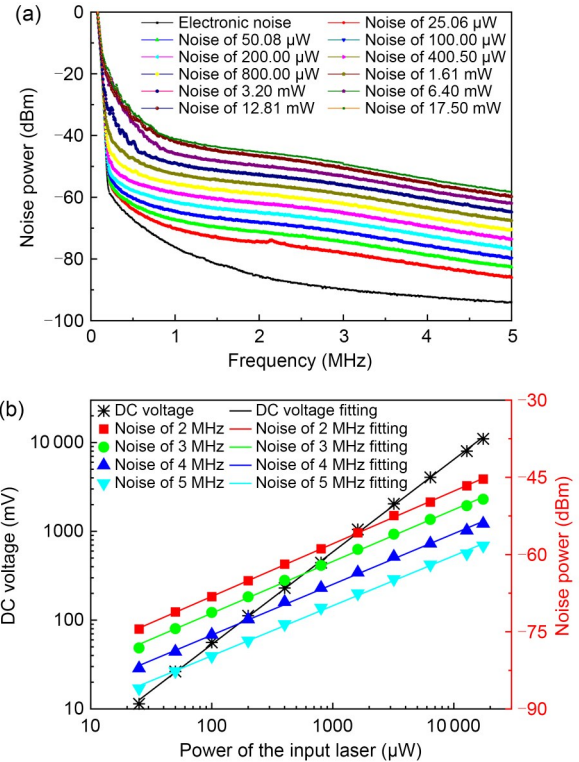 (a)
0
−20
−40
−60
−80
−100
Noise power (dBm)
Electronic noise
Noise of 25.06 μW
Noise of 50.08 μW
Noise of 100.00 μW
Noise of 200.00 μW
Noise of 400.50 μW
Noise of 800.00 μW
Noise of 1.61 mW
Noise of 3.20 mW
Noise of 6.40 mW
Noise of 12.81 mW
Noise of 17.50 mW
0 1 2 3 4 5
Frequency (MHz)
(b)
10 000
1000
100
10
DC voltage (mV)
DC voltage
DC voltage fitting
Noise of 2 MHz
Noise of 2 MHz fitting
Noise of 3 MHz
Noise of 3 MHz fitting
Noise of 4 MHz
Noise of 4 MHz fitting
Noise of 5 MHz
Noise of 5 MHz fitting
−30
−45
−60
−75
−90
Noise power (dBm)
10 100 1000 10 000
Power of the input laser (μW)